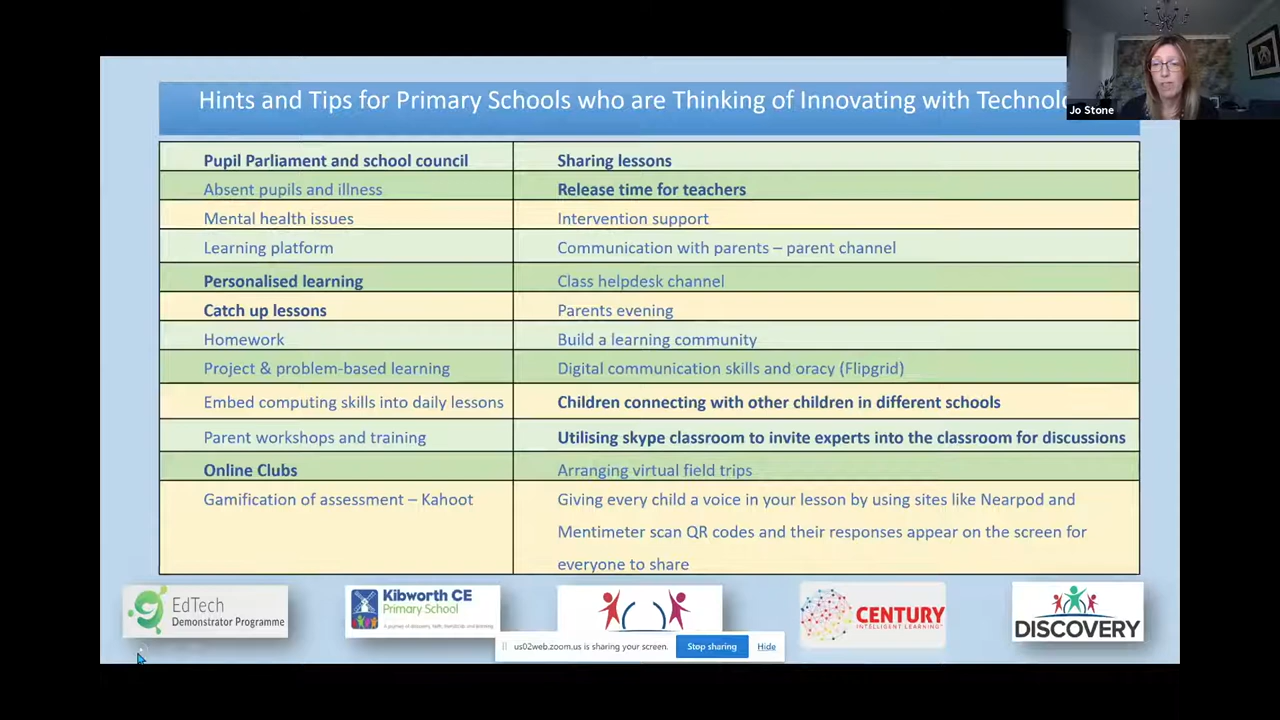 Hints and Tips for Primary Schools who are Thinking of Innovating with Technolo
Jo Stone
Pupil Parliament and school council
Sharing lessons
Absent pupils and illness
Release time for teachers
Mental health issues
Intervention support
Learning platform
Communication with parents – parent channel
Personalised learning
Class helpdesk channel
Catch up lessons
Parents evening
Homework
Build a learning community
Project & problem-based learning
Digital communication skills and oracy (Flipgrid)
Embed computing skills into daily lessons
Children connecting with other children in different schools
Parent workshops and training
Utilising skype classroom to invite experts into the classroom for discussions
Online Clubs
Arranging virtual field trips
Gamification of assessment – Kahoot
Giving every child a voice in your lesson by using sites like Nearpod and
Mentimeter scan QR codes and their responses appear on the screen for
everyone to share
EdTech
Demonstrator Programme
Kibworth CE
Primary School
CENTURY
INTELLIGENT LEARNING
DISCOVERY
us02web.zoom.us is sharing your screen.
Stop sharing
Hide